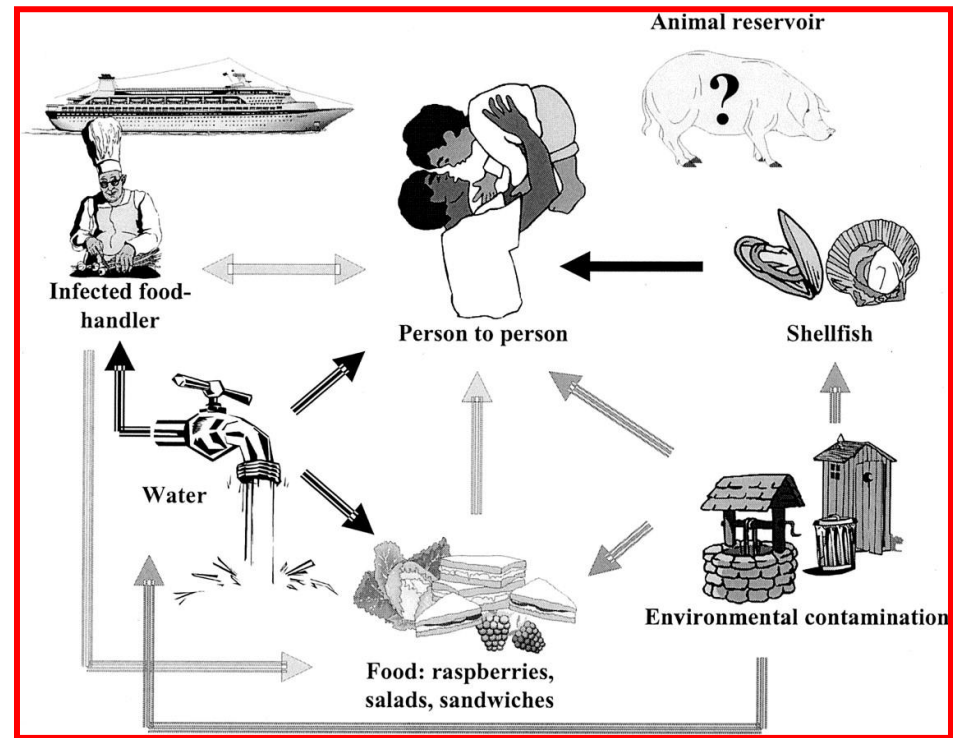 Animal reservoir
?
Infected food-
handler
Person to person
Shellfish
Water
Environmental contamination
Food: raspberries,
salads, sandwiches